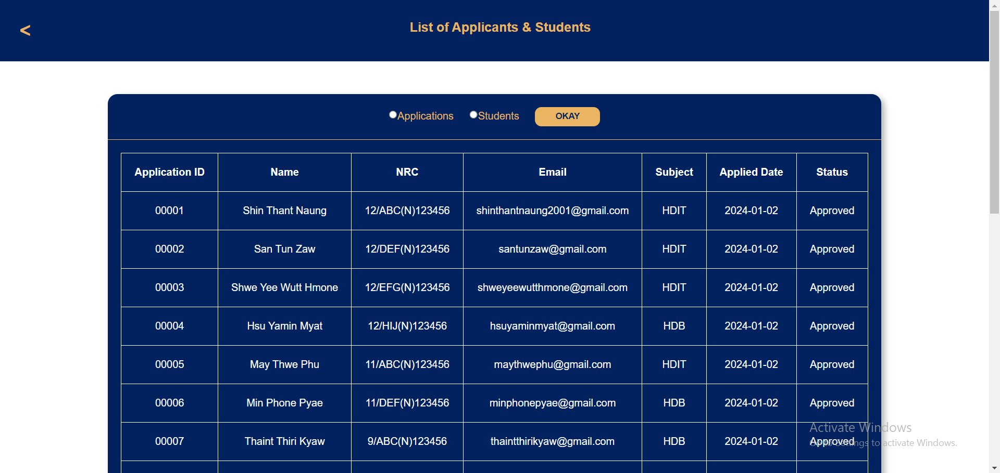 <
List of Applicants & Students
Applications Students OKAY
Application ID Name NRC Email Subject Applied Date Status
00001 Shin Thant Naung 12/ABC(N)123456 shinthantnaung2001@gmail.com HDIT 2024-01-02 Approved
00002 San Tun Zaw 12/DEF(N)123456 santunzaw@gmail.com HDIT 2024-01-02 Approved
00003 Shwe Yee Wutt Hmone 12/EFG(N)123456 shweyeewutthmone@gmail.com HDIT 2024-01-02 Approved
00004 Hsu Yamin Myat 12/HIJ(N)123456 hsuyaminmyat@gmail.com HDB 2024-01-02 Approved
00005 May Thwe Phu 11/ABC(N)123456 maythwephu@gmail.com HDIT 2024-01-02 Approved
00006 Min Phone Pyae 11/DEF(N)123456 minphonepyae@gmail.com HDB 2024-01-02 Approved
00007 Thaint Thiri Kyaw 9/ABC(N)123456 thaintthirikyaw@gmail.com HDB 2024-01-02 Approved
Activate Windows
Go to Settings to activate Windows.